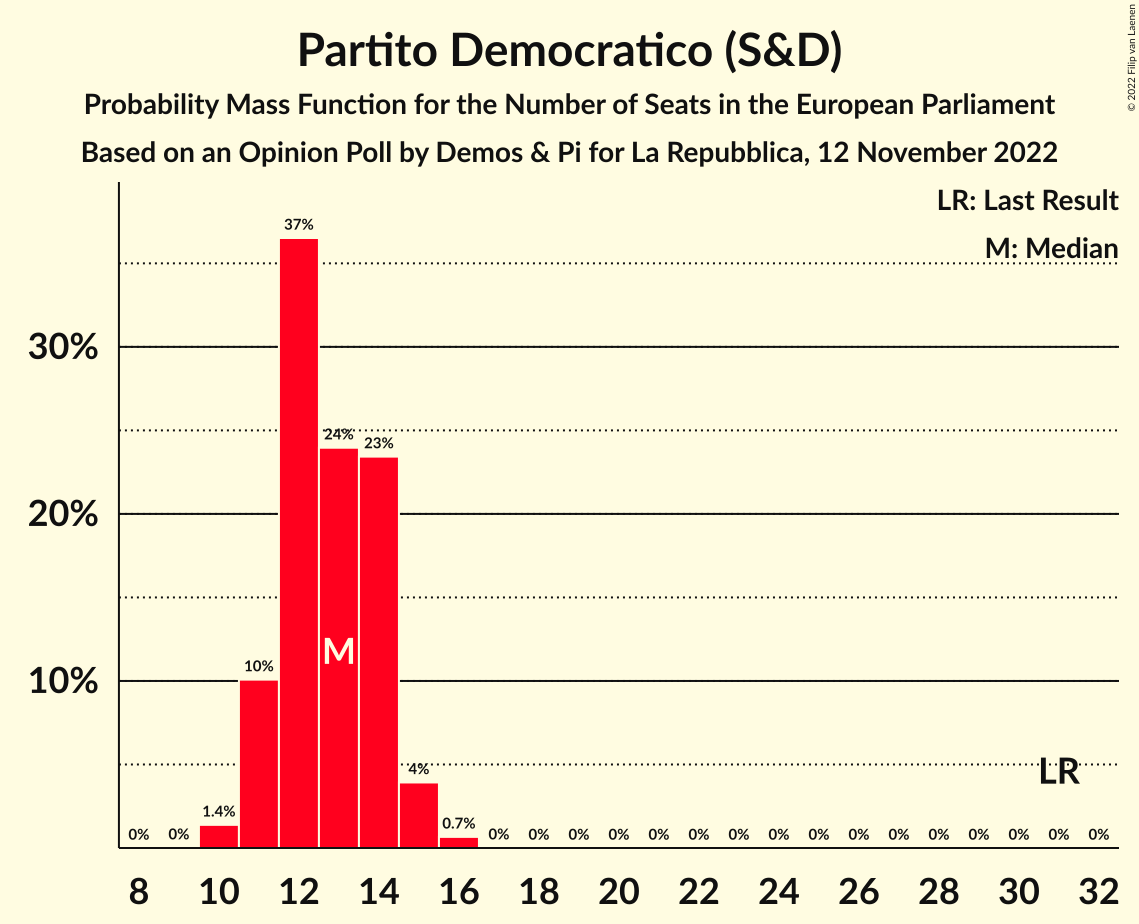 Partito Democratico (S&D)
Probability Mass Function for the Number of Seats in the European Parliament
Based on an Opinion Poll by Demos & Pi for La Repubblica, 12 November 2022
© 2022 Filip van Laenen
LR: Last Result
M: Median
30%
20%
10%
0% 0% 1.4% 10% 37% 24% 23% 4% 0.7% 0% 0% 0% 0% 0% 0% 0% 0% 0% 0% 0% 0% 0% 0% 0% 0%
M
LR
8 10 12 14 16 18 20 22 24 26 28 30 32